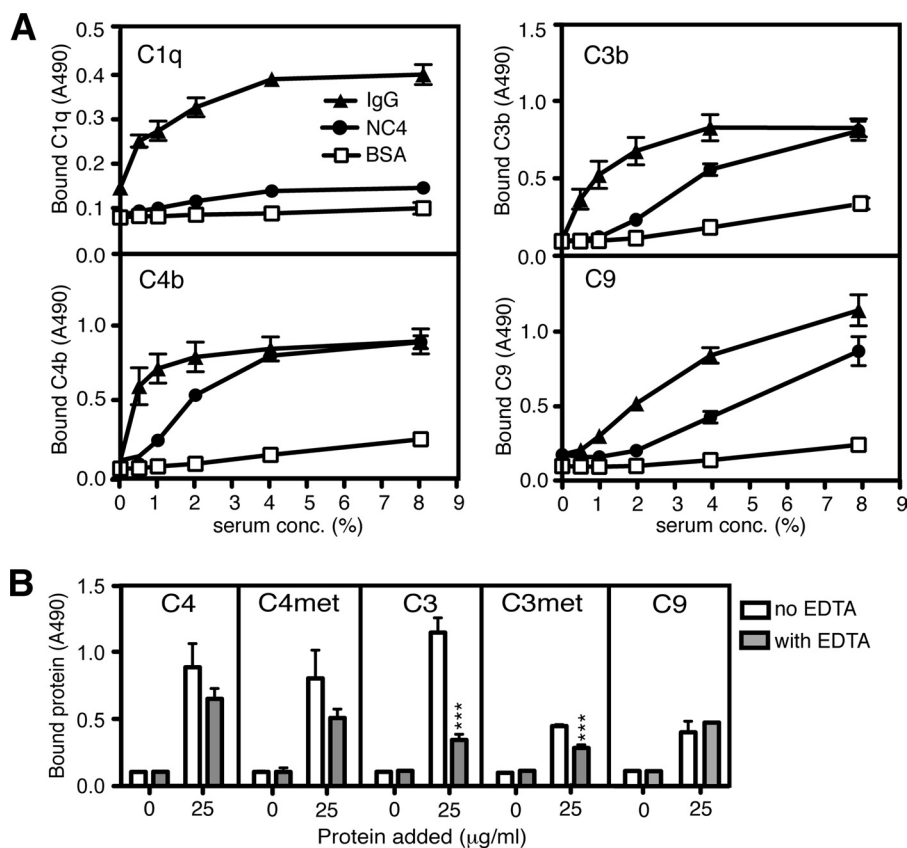 A
C1q
Bound C1q (A490)
0.5
0.4
0.3
0.2
0.1
0.0
IgG
NC4
BSA
C3b
Bound C3b (A490)
1.5
1.0
0.5
0.0
C4b
Bound C4b (A490)
1.0
0.5
0.0
0 1 2 3 4 5 6 7 8 9
serum conc. (%)
C9
Bound C9 (A490)
1.0
0.5
0.0
0 1 2 3 4 5 6 7 8 9
serum conc. (%)
B
Bound protein (A490)
1.5
1.0
0.5
0.0
C4 C4met C3 C3met C9
no EDTA
with EDTA
*** ***
0 25 0 25 0 25 0 25 0 25
Protein added (μg/ml)